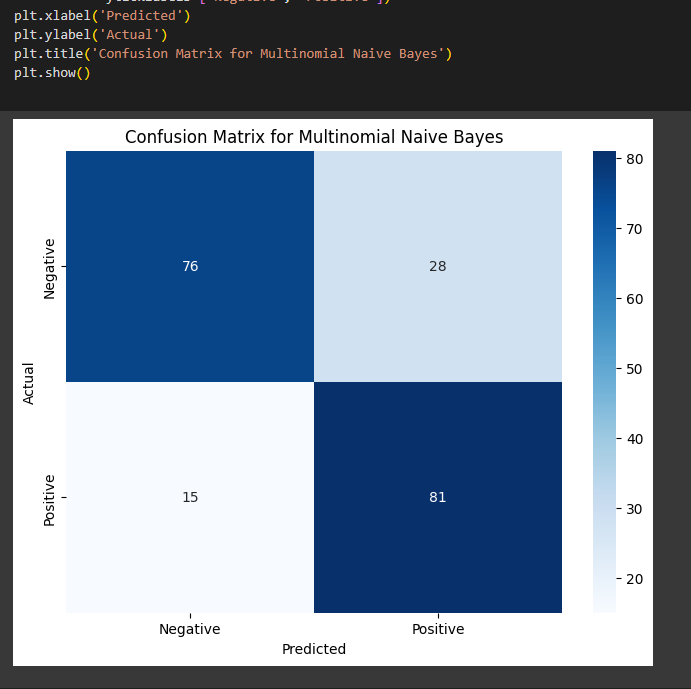 plt.xlabel('Predicted')
plt.ylabel('Actual')
plt.title('Confusion Matrix for Multinomial Naive Bayes')
plt.show()
Confusion Matrix for Multinomial Naive Bayes
Negative
76
28
Actual
Positive
15
81
Negative
Positive
Predicted
80
70
60
50
40
30
20